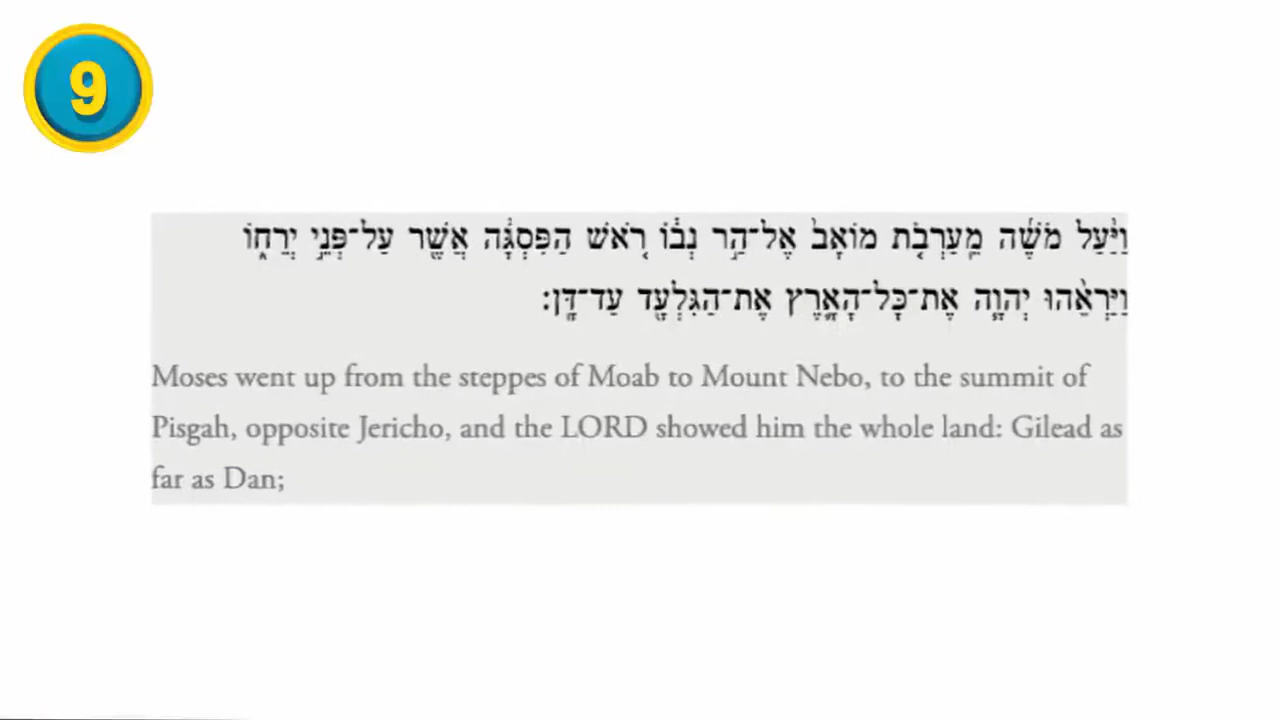 9
וַיַּ֨עַל מֹשֶׁ֜ה מֵֽעַרְבֹ֤ת מוֹאָב֙ אֶל־הַ֣ר נְב֔וֹ רֹ֚אשׁ הַפִּסְגָּ֔ה אֲשֶׁ֖ר עַל־פְּנֵ֣י יְרֵח֑וֹ
וַיַּרְאֵ֨הוּ יְהֹוָ֧ה אֶת־כׇּל־הָאָ֛רֶץ אֶת־הַגִּלְעָ֖ד עַד־דָּֽן׃
Moses went up from the steppes of Moab to Mount Nebo, to the summit of
Pisgah, opposite Jericho, and the LORD showed him the whole land: Gilead as
far as Dan;